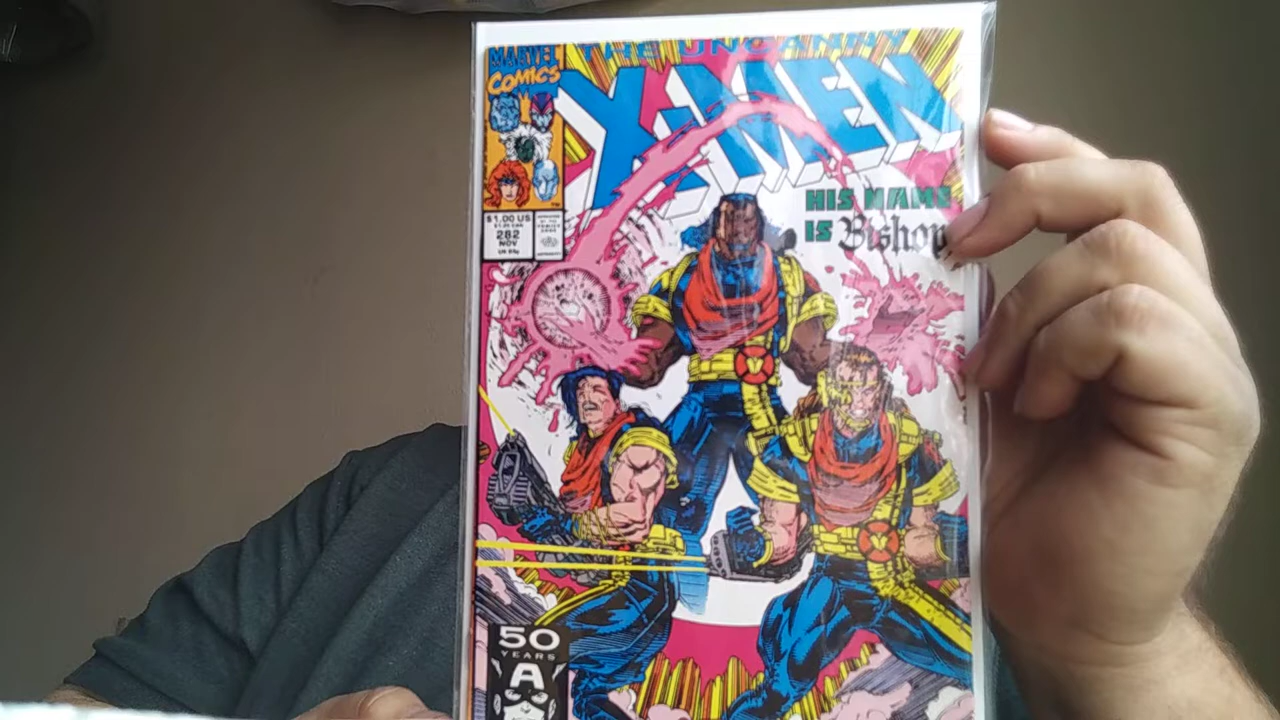 MARVEL
COMICS
THE UNCANNY
X-MEN
HIS NAME
IS Bishop
$1.00 US
282
NOV
50
YEARS
A